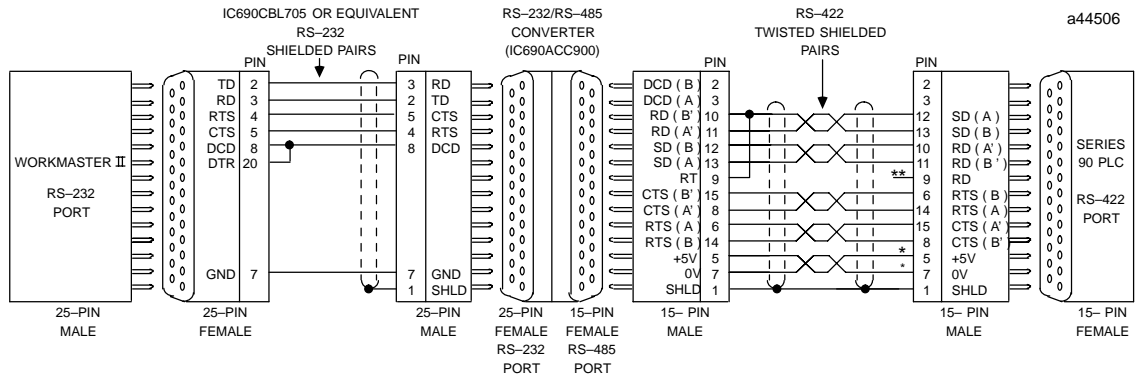 IC690CBL705 OR EQUIVALENT
RS–232
SHIELDED PAIRS
RS–232/RS–485
CONVERTER
(IC690ACC900)
RS–422
TWISTED SHIELDED
PAIRS
a44506
WORKMASTER II
RS–232
PORT
25–PIN
MALE
PIN
TD 2
RD 3
RTS 4
CTS 5
DCD 8
DTR 20
GND 7
25–PIN
FEMALE
PIN
3 RD
2 TD
5 CTS
4 RTS
8 DCD
7 GND
1 SHLD
25–PIN
MALE
25–PIN
FEMALE
RS–232
PORT
15–PIN
FEMALE
RS–485
PORT
PIN
DCD ( B ) 2
DCD ( A ) 3
RD ( B' ) 10
RD ( A' ) 11
SD ( B ) 12
SD ( A ) 13
RT 9
CTS ( B' ) 15
CTS ( A' ) 8
RTS ( A ) 6
RTS ( B ) 14
+5V 5
0V 7
SHLD 1
15– PIN
MALE
PIN
2
3
12 SD ( A )
13 SD ( B )
10 RD ( A' )
11 RD ( B' )
** 9 RD
6 RTS ( B )
14 RTS ( A )
15 CTS ( A' )
8 CTS ( B' )
* 5 +5V
* 7 0V
1 SHLD
15– PIN
MALE
SERIES
90 PLC
RS–422
PORT
15– PIN
FEMALE